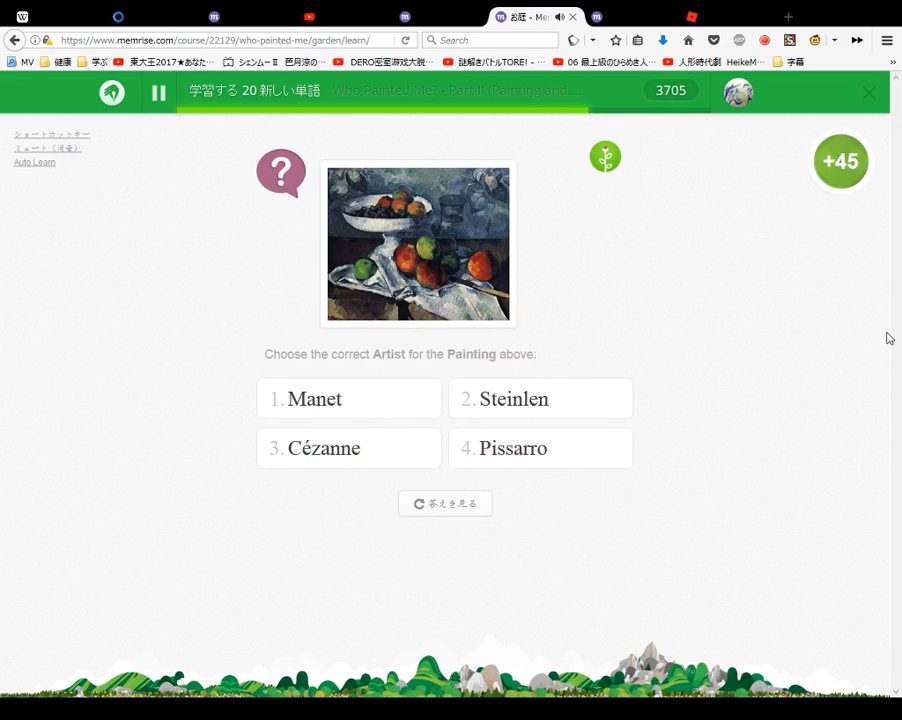 お庭 - Me
https://www.memrise.com/course/22129/who-painted-me/garden/learn/
Search
MV
健康
学ぶ
東大王2017★あなた…
シェンムーⅡ 芭月涼の…
DERO密室游戏大脱…
謎解きバトルTORE! - …
06 最上級のひらめき人…
人形時代劇 HeikeM…
字幕
学習する 20 新しい単語
Who Painted Me? - Part II (Painting and ...
3705
ショートカットキー
ミュート（消音）
Auto Learn
?
+45
Choose the correct Artist for the Painting above:
1. Manet
2. Steinlen
3. Cézanne
4. Pissarro
答えを見る